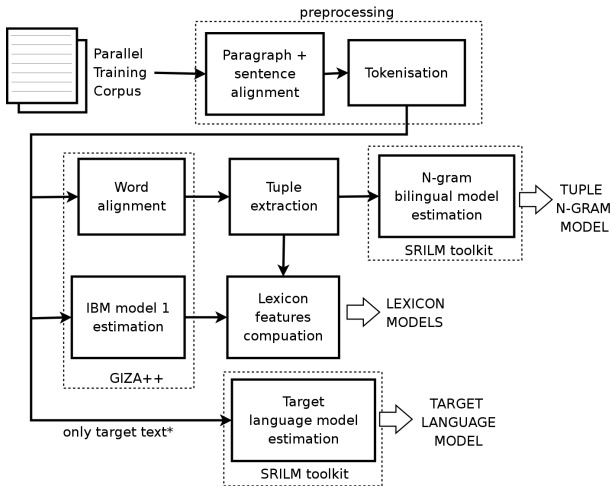 preprocessing
Parallel
Training
Corpus
Paragraph +
sentence
alignment
Tokenisation
Word
alignment
Tuple
extraction
N-gram
bilingual model
estimation
SRILM toolkit
TUPLE
N-GRAM
MODEL
IBM model 1
estimation
GIZA++
Lexicon
features
compuation
LEXICON
MODELS
only target text*
Target
language model
estimation
SRILM toolkit
TARGET
LANGUAGE
MODEL